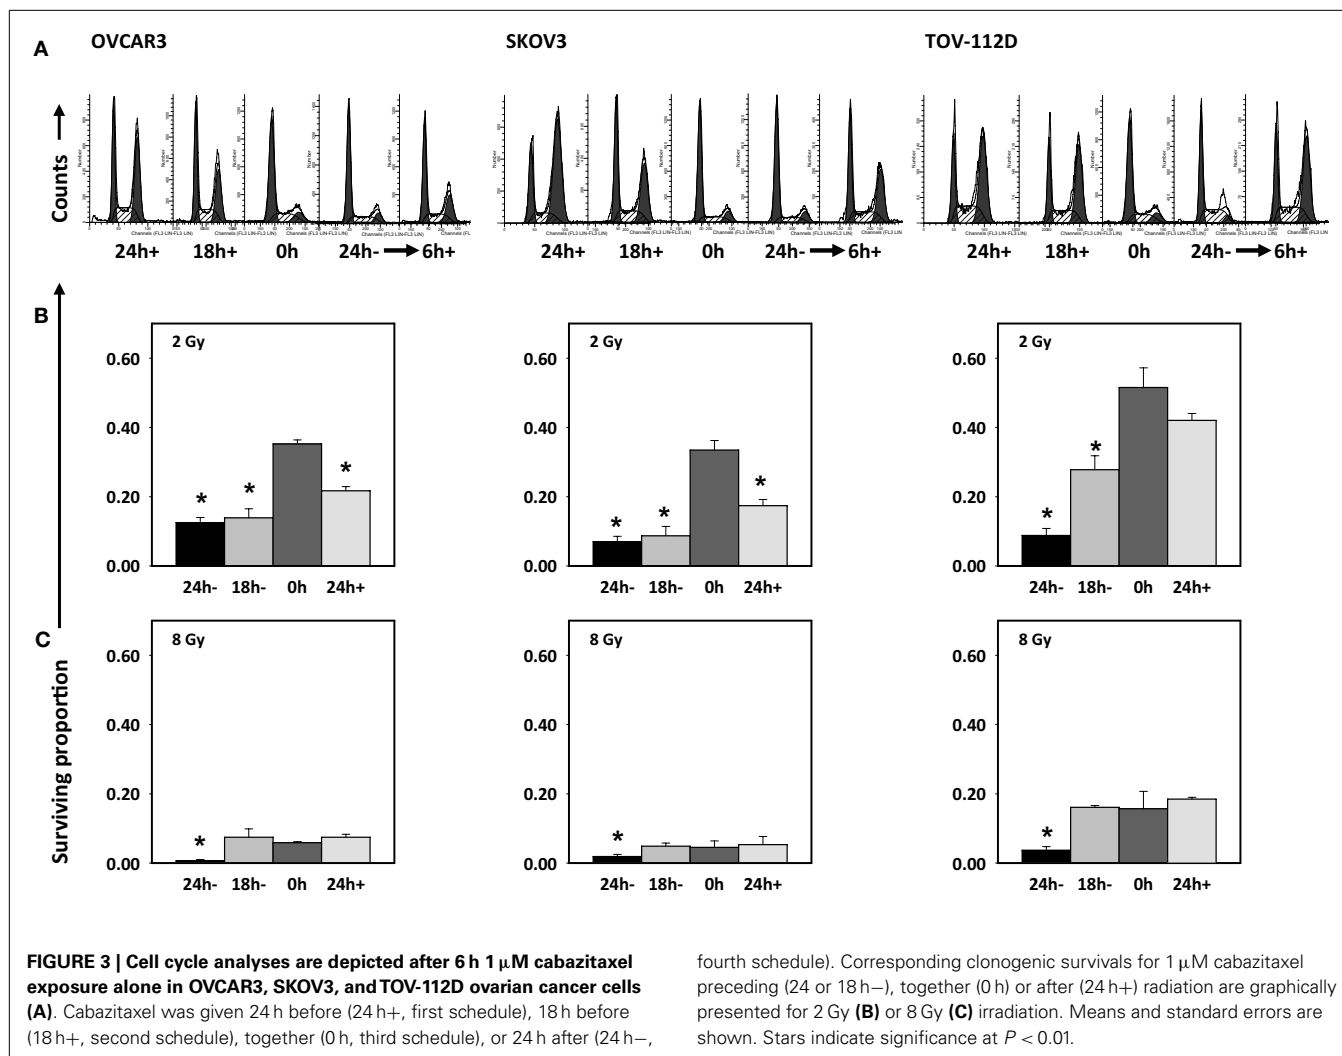 A
OVCAR3
SKOV3
TOV-112D
Counts
24h+ 18h+ 0h 24h- 6h+
24h+ 18h+ 0h 24h- 6h+
24h+ 18h+ 0h 24h- 6h+
B
2 Gy
0.60
0.40
0.20
0.00
* * *
24h- 18h- 0h 24h+
2 Gy
0.60
0.40
0.20
0.00
* * *
24h- 18h- 0h 24h+
2 Gy
0.60
0.40
0.20
0.00
* *
24h- 18h- 0h 24h+
C
Surviving proportion
8 Gy
0.60
0.40
0.20
0.00
*
24h- 18h- 0h 24h+
8 Gy
0.60
0.40
0.20
0.00
*
24h- 18h- 0h 24h+
8 Gy
0.60
0.40
0.20
0.00
*
24h- 18h- 0h 24h+
FIGURE 3 | Cell cycle analyses are depicted after 6 h 1 μM cabazitaxel
exposure alone in OVCAR3, SKOV3, and TOV-112D ovarian cancer cells
(A). Cabazitaxel was given 24 h before (24 h+, first schedule), 18 h before
(18 h+, second schedule), together (0 h, third schedule), or 24 h after (24 h−,
fourth schedule). Corresponding clonogenic survivals for 1 μM cabazitaxel
preceding (24 or 18 h−), together (0 h) or after (24 h+) radiation are graphically
presented for 2 Gy (B) or 8 Gy (C) irradiation. Means and standard errors are
shown. Stars indicate significance at P < 0.01.